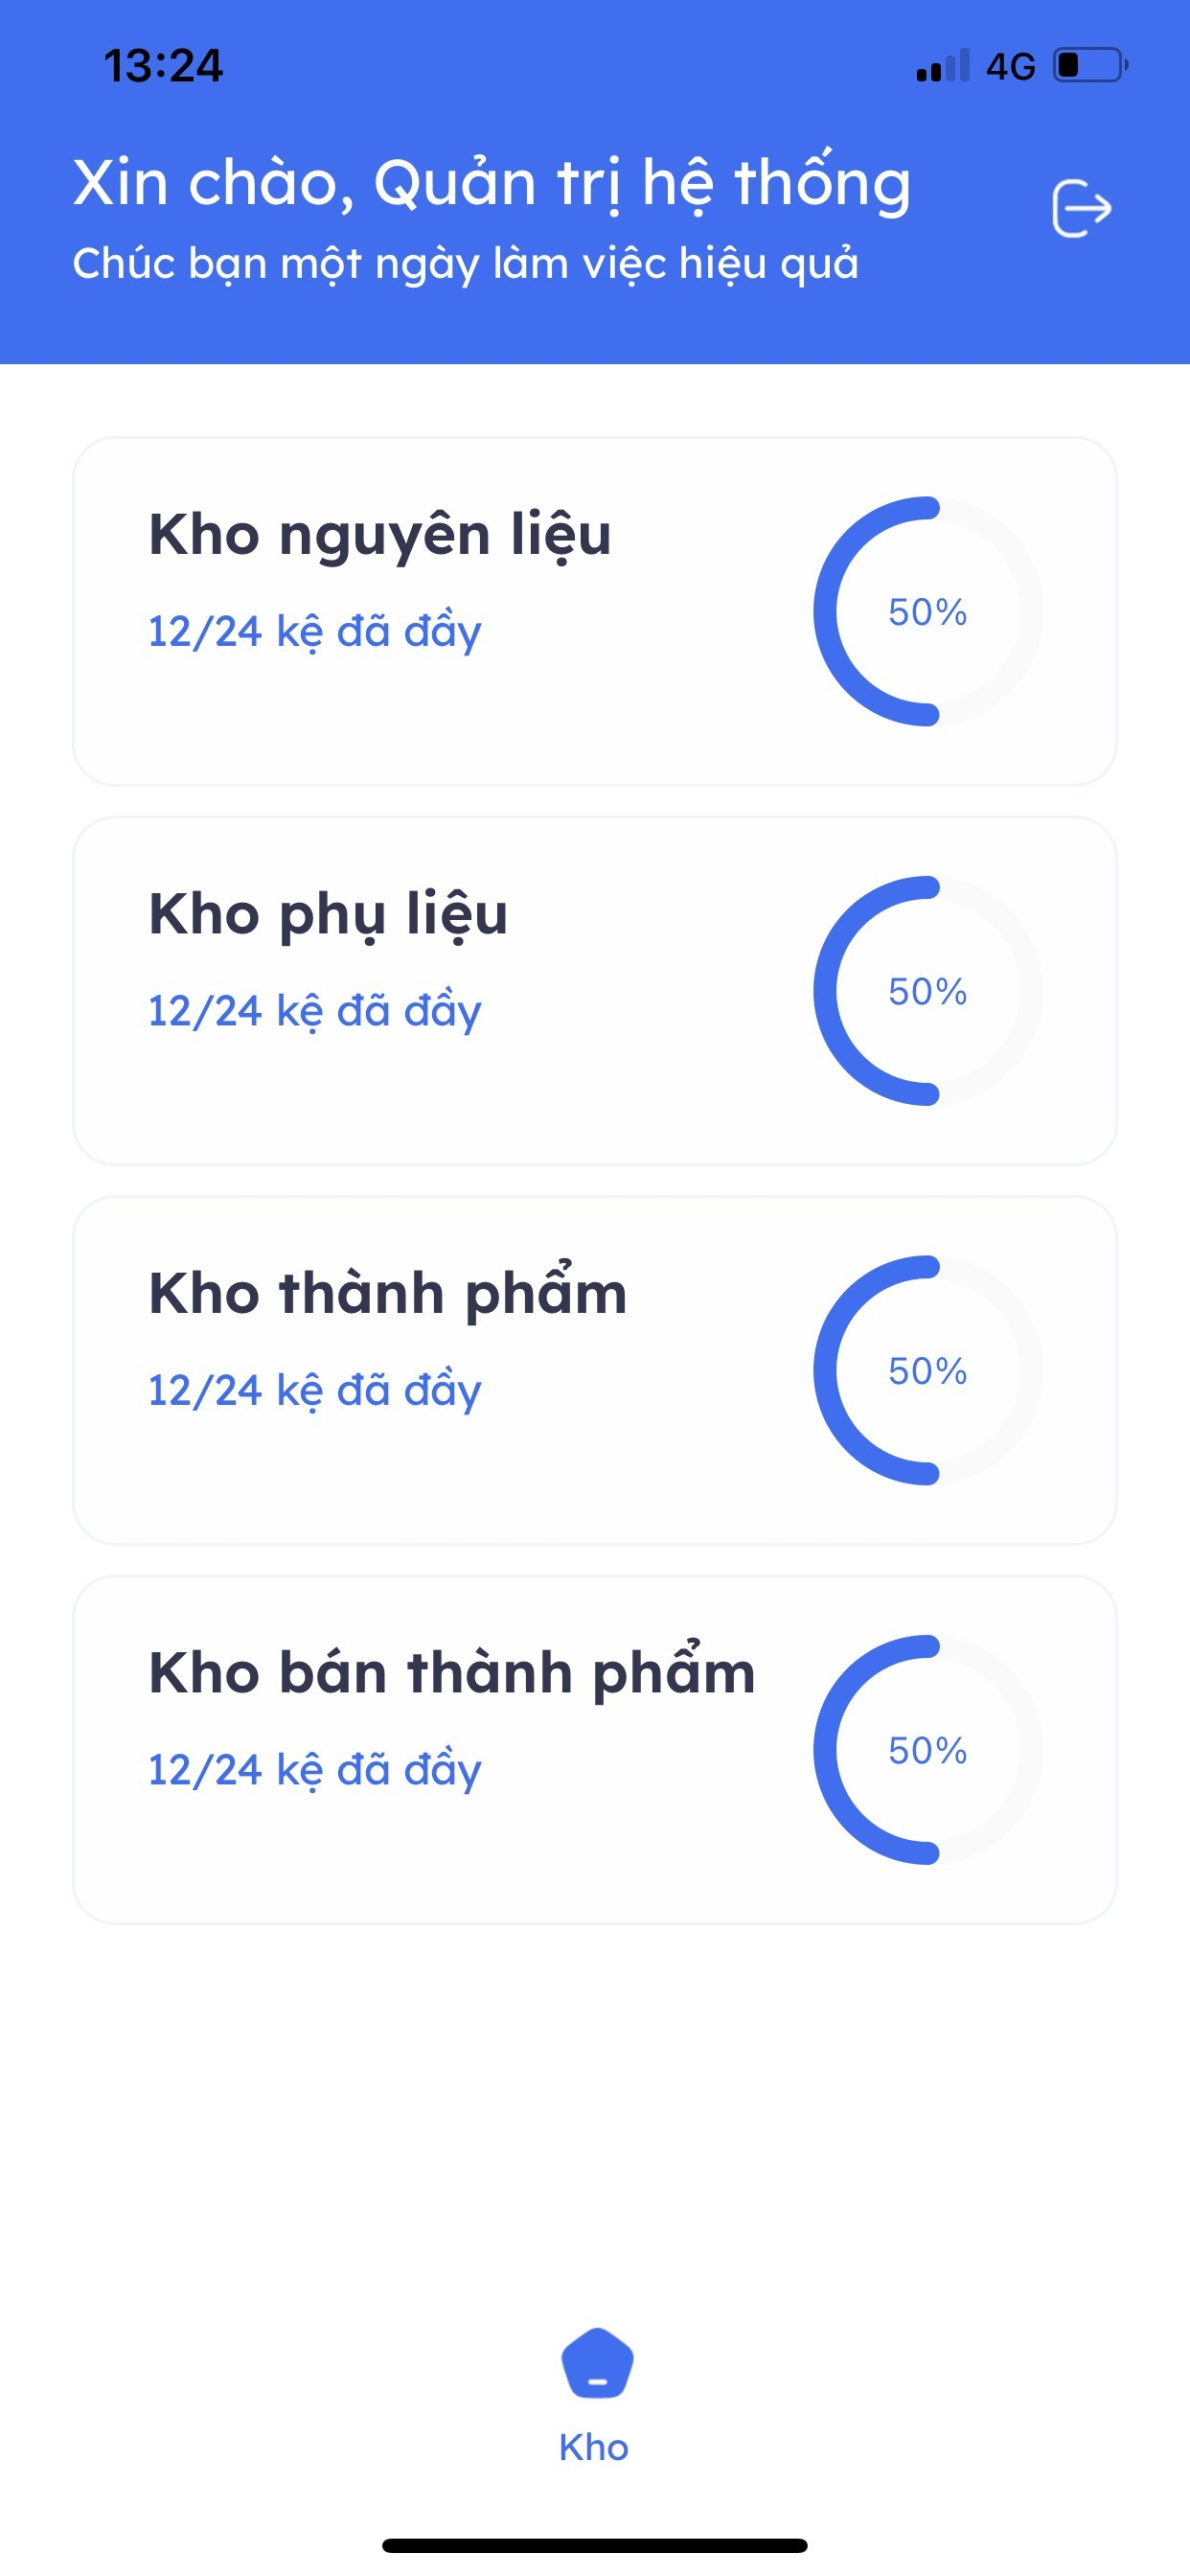 13:24
4G
Xin chào, Quản trị hệ thống
Chúc bạn một ngày làm việc hiệu quả
Kho nguyên liệu
12/24 kệ đã đầy
50%
Kho phụ liệu
12/24 kệ đã đầy
50%
Kho thành phẩm
12/24 kệ đã đầy
50%
Kho bán thành phẩm
12/24 kệ đã đầy
50%
Kho